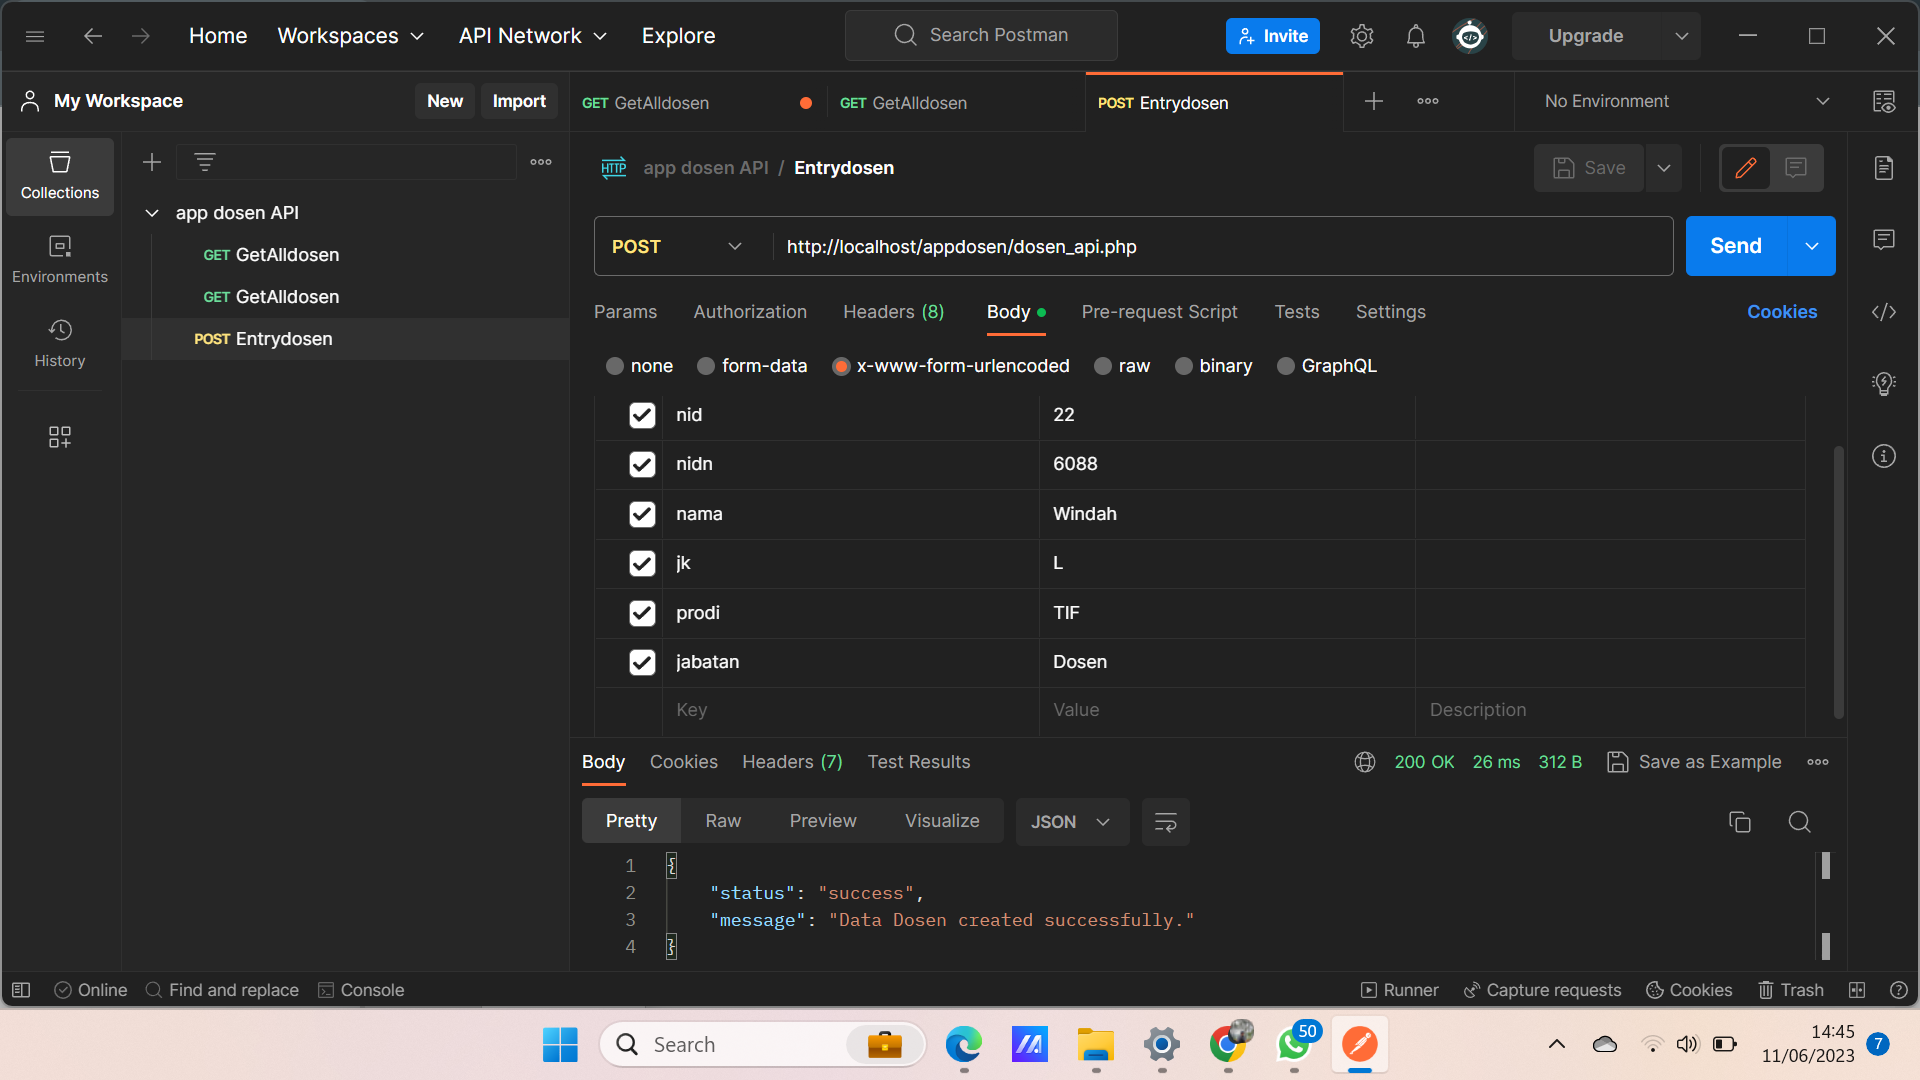 Home Workspaces API Network Explore Search Postman Invite Upgrade
My Workspace New Import GET GetAlldosen GET GetAlldosen POST Entrydosen No Environment
Collections
Environments
History
app dosen API
GET GetAlldosen
GET GetAlldosen
POST Entrydosen
HTTP app dosen API / Entrydosen Save
POST http://localhost/appdosen/dosen_api.php Send
Params Authorization Headers (8) Body Pre-request Script Tests Settings Cookies
none form-data x-www-form-urlencoded raw binary GraphQL
nid 22
nidn 6088
nama Windah
jk L
prodi TIF
jabatan Dosen
Key Value Description
Body Cookies Headers (7) Test Results 200 OK 26 ms 312 B Save as Example
Pretty Raw Preview Visualize JSON
1 {
2 "status": "success",
3 "message": "Data Dosen created successfully."
4 }
Online Find and replace Console Runner Capture requests Cookies Trash
Search 50 14:45
11/06/2023 7